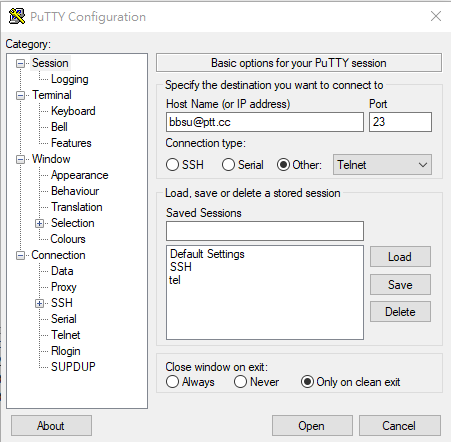 PuTTY Configuration
Category:
Session
Logging
Terminal
Keyboard
Bell
Features
Window
Appearance
Behaviour
Translation
Selection
Colours
Connection
Data
Proxy
SSH
Serial
Telnet
Rlogin
SUPDUP
Basic options for your PuTTY session
Specify the destination you want to connect to
Host Name (or IP address) Port
bbsu@ptt.cc 23
Connection type:
SSH Serial Other: Telnet
Load, save or delete a stored session
Saved Sessions
Default Settings
SSH
tel
Load
Save
Delete
Close window on exit:
Always Never Only on clean exit
About Open Cancel